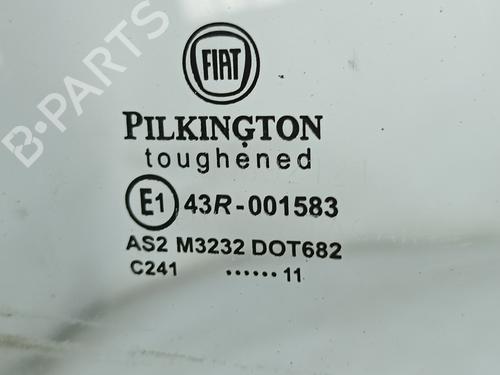 B-PARTS
FIAT
PILKINGTON
toughened
E1 43R-001583
AS2 M3232 DOT682
C241 ...... 11